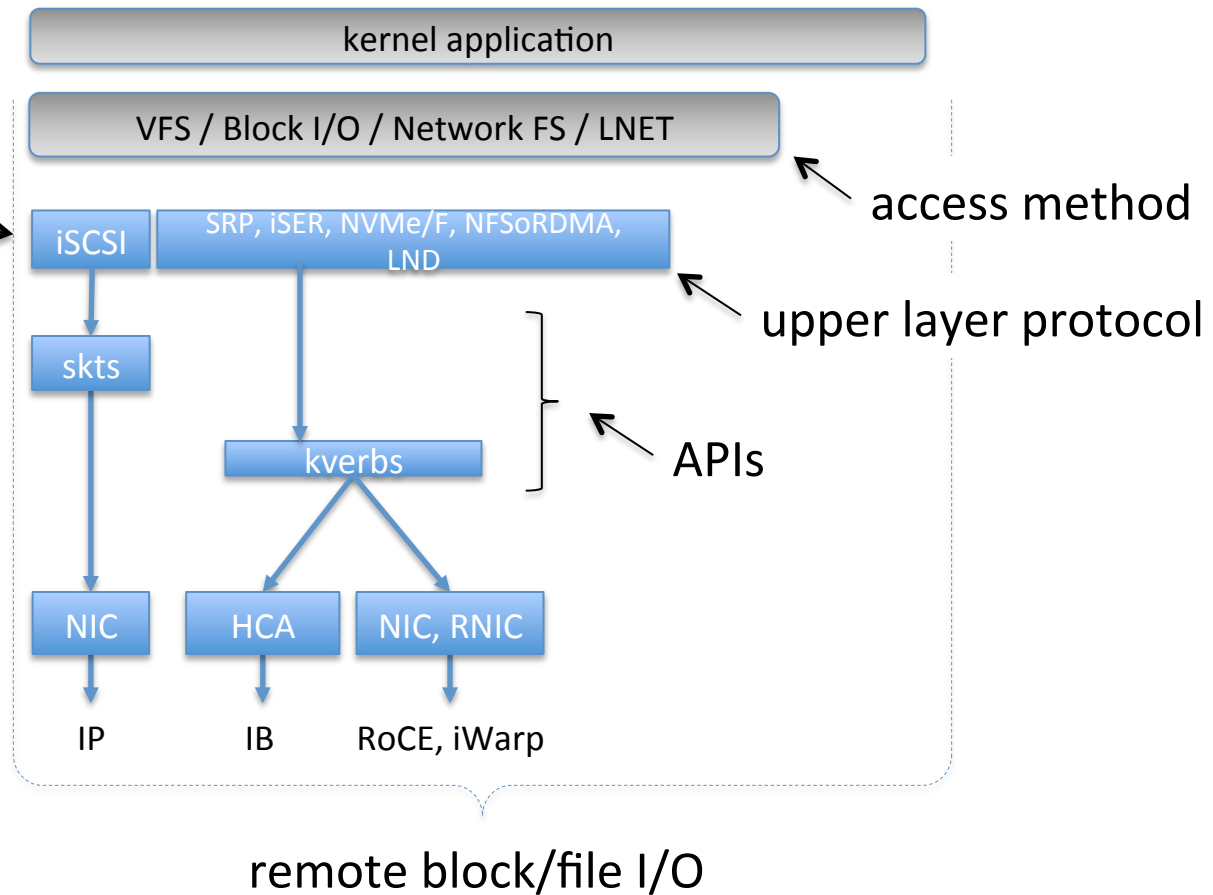 kernel application
VFS / Block I/O / Network FS / LNET
access method
iSCSI
SRP, iSER, NVMe/F, NFSoRDMA,
LND
upper layer protocol
skts
APIs
kverbs
NIC
HCA
NIC, RNIC
IP
IB
RoCE, iWarp
remote block/file I/O